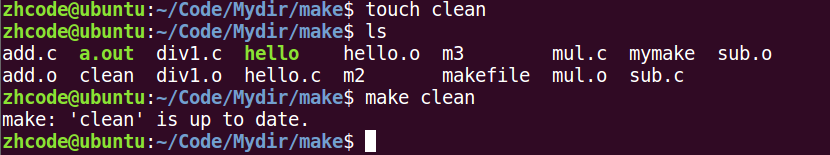 zhcode@ubuntu:~/Code/Mydir/make$ touch clean
zhcode@ubuntu:~/Code/Mydir/make$ ls
add.c  a.out  div1.c  hello    hello.o  m3        mul.c  mymake  sub.o
add.o  clean  div1.o  hello.c  m2       makefile  mul.o  sub.c
zhcode@ubuntu:~/Code/Mydir/make$ make clean
make: 'clean' is up to date.
zhcode@ubuntu:~/Code/Mydir/make$